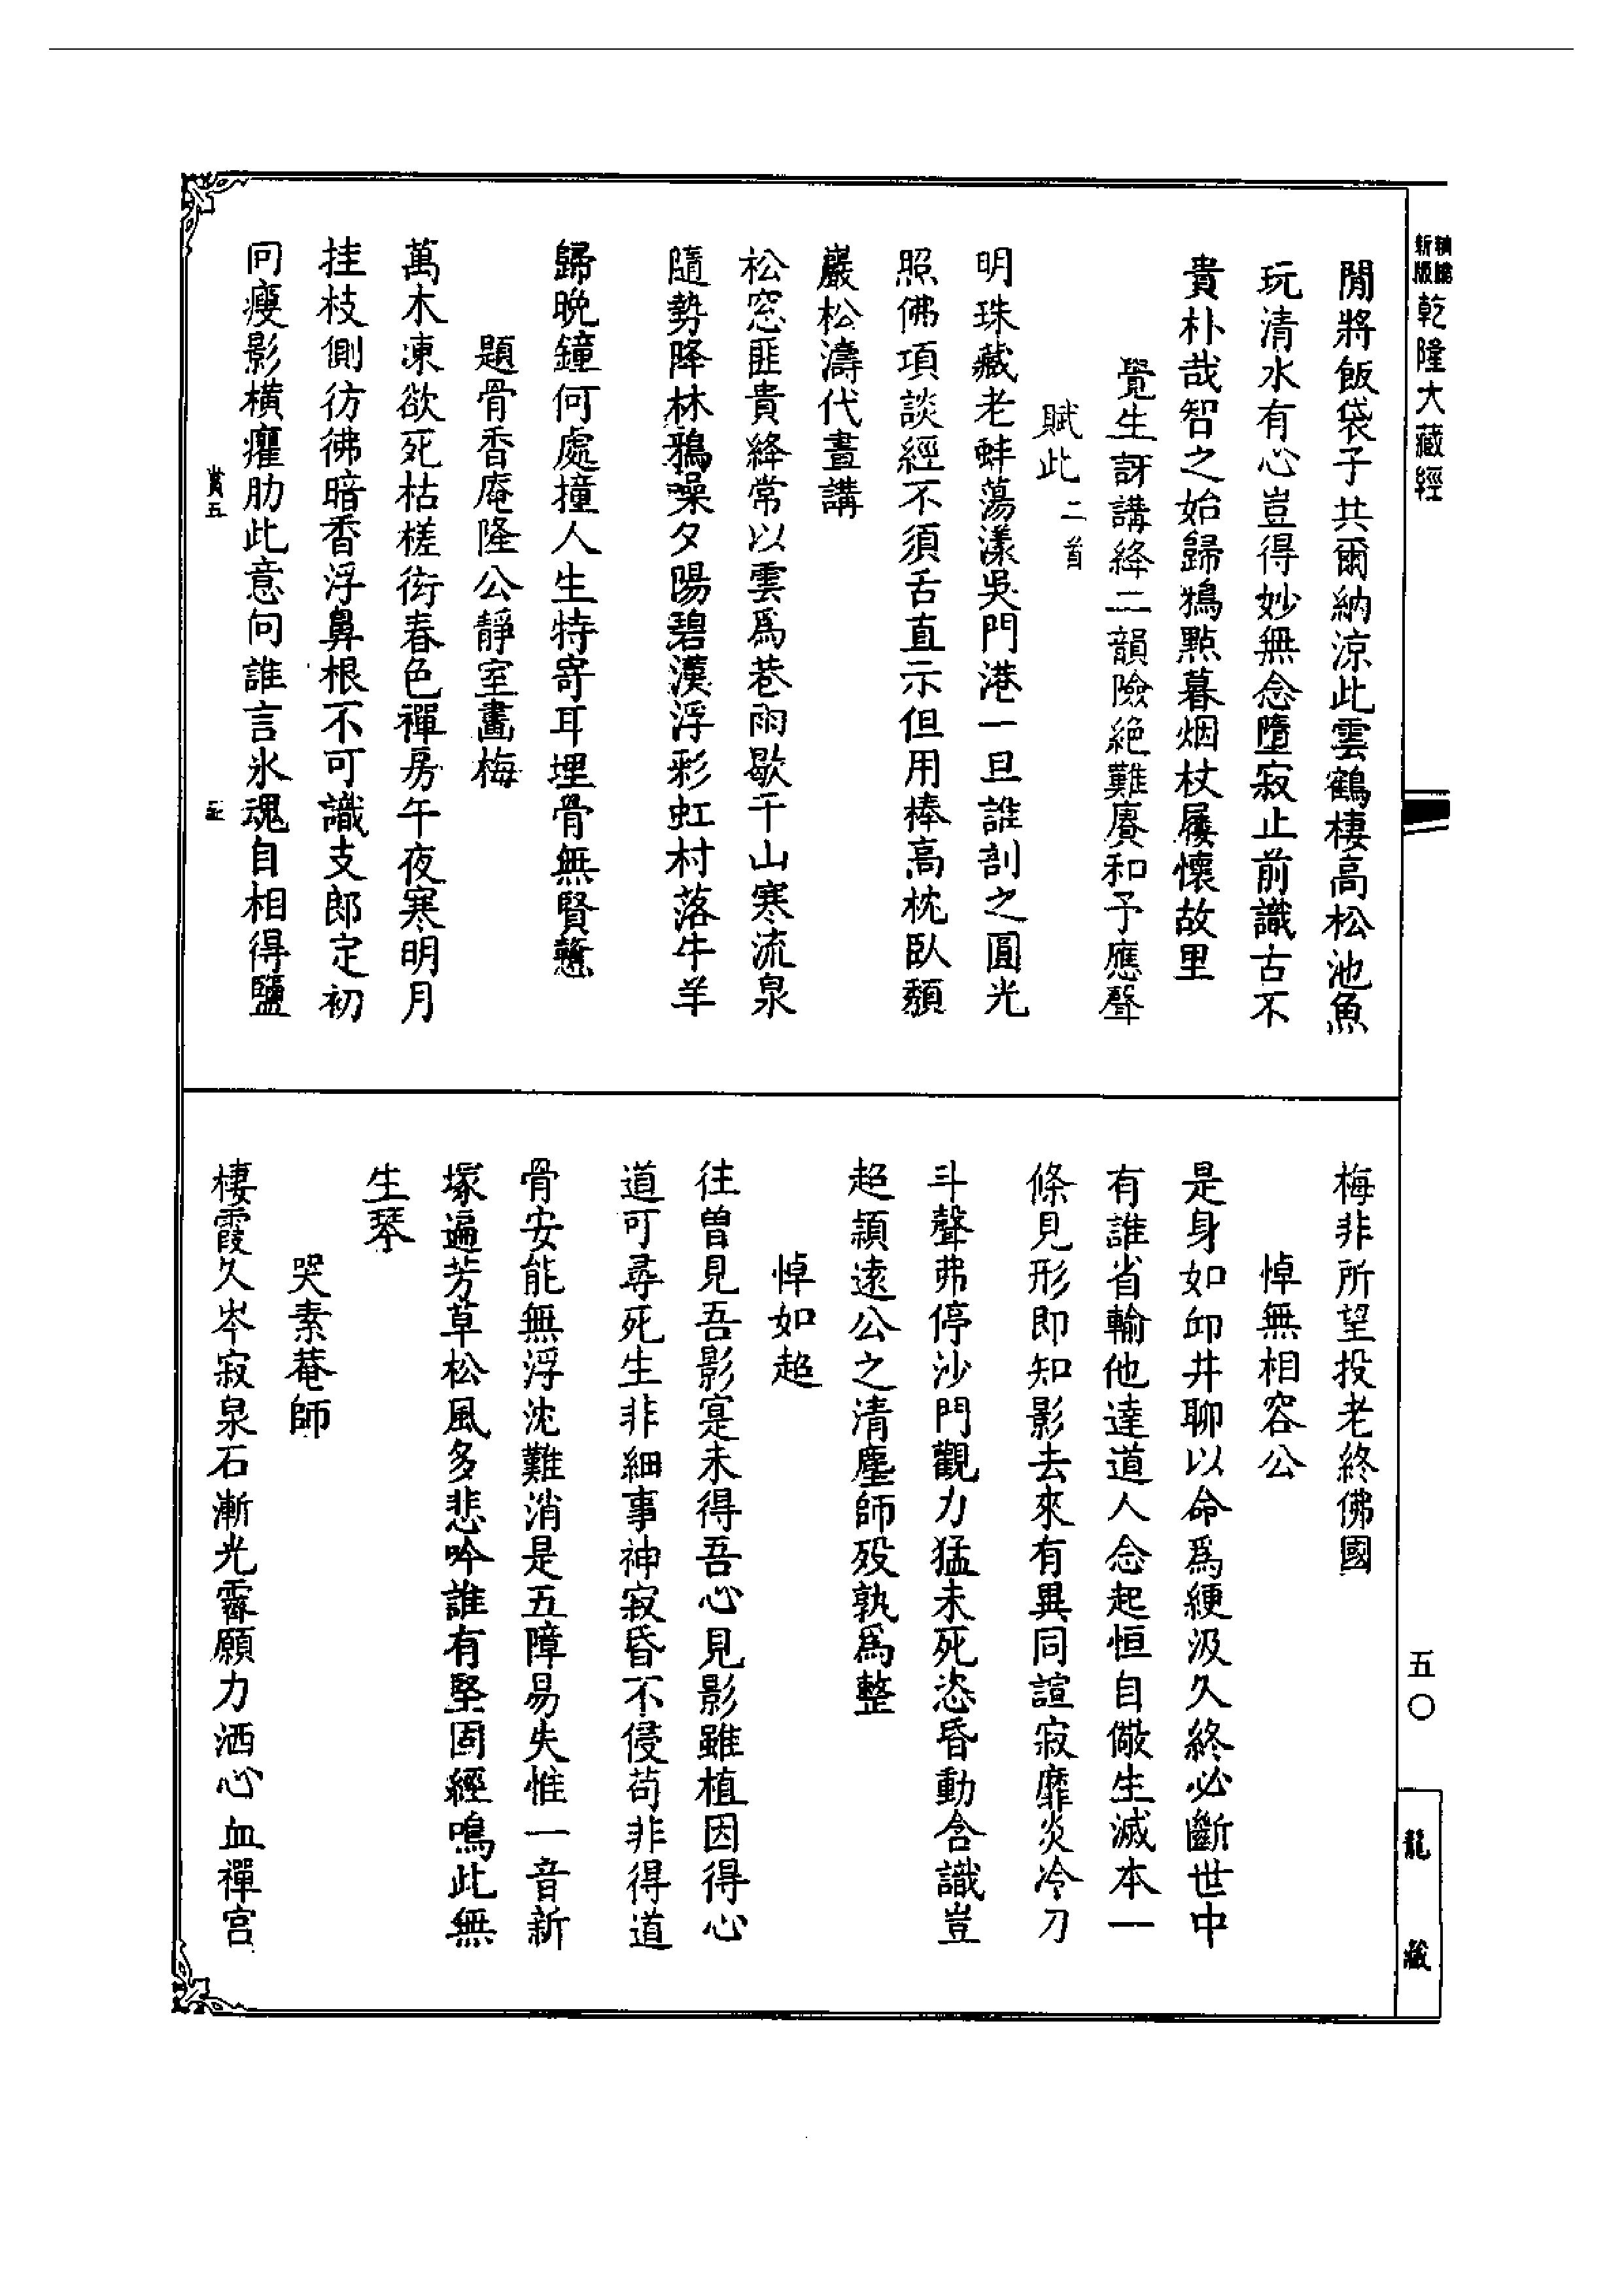 新版
乾隆大藏經
閒將飯袋子共爾納涼此雲鶴棲高松池魚
玩清水有心豈得妙無念墮寂止前識古不
貴朴哉智之始歸鴉點暮烟杖屨懷故里
覺生訝講絳二韻險絶難賡和予應聲
賦此二首
明珠藏老蚌蕩漾吳門港一旦誰剖之圓光
照佛項談經不須舌直示但用棒高枕臥頽
巖松濤代晝講
松窓匪貴絳常以雲爲巷雨歇千山寒流泉
隨勢降林鴉噪夕陽碧漢浮彩虹村落牛羊
歸晚鐘何處撞人生特寄耳埋骨無賢戇
題骨香庵隆公靜室畵梅
萬木凍欲死枯槎衒春色禪房午夜寒明月
挂枝側彷彿暗香浮鼻根不可識支郎定初
回瘦影橫癯肋此意向誰言氷魂自相得鹽
五
梅非所望投老終佛國
悼無相容公
是身如卭井聊以命爲綆汲久終必斷世中
有誰省輸他達道人念起恒自儆生滅本一
條見形即知影去來有異同諠寂靡炎冷刀
斗聲弗停沙門觀力猛未死恣昏動含識豈
超頴遠公之清塵師殁孰爲整
悼如超
往曾見吾影寔未得吾心見影雖植因得心
道可尋死生非細事神寂昏不侵苟非得道
骨安能無浮沈難消是五障易失惟一音新
塚遍芳草松風多悲吟誰有堅固經鳴此無
生琴
哭素菴師
棲霞久岑寂泉石漸光霽願力洒心血禪宮
五〇
龍藏